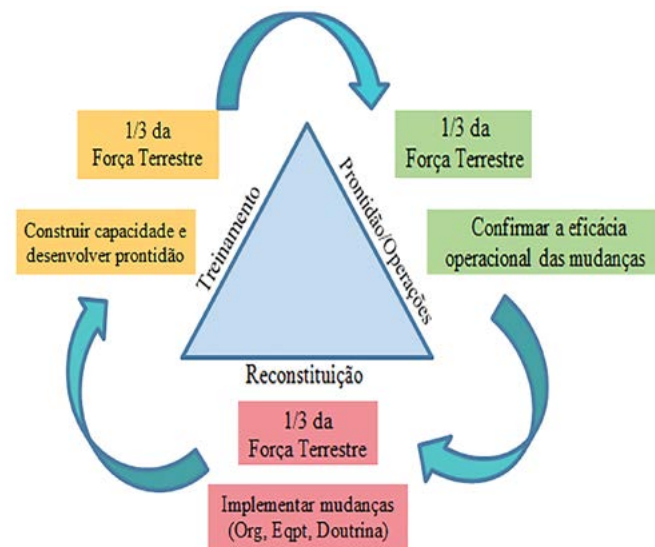 1/3 da
Força Terrestre
1/3 da
Força Terrestre
Construir capacidade e
desenvolver prontidão
Treinamento
Prontidão/Operações
Confirmar a eficácia
operacional das mudanças
Reconstituição
1/3 da
Força Terrestre
Implementar mudanças
(Org, Eqpt, Doutrina)